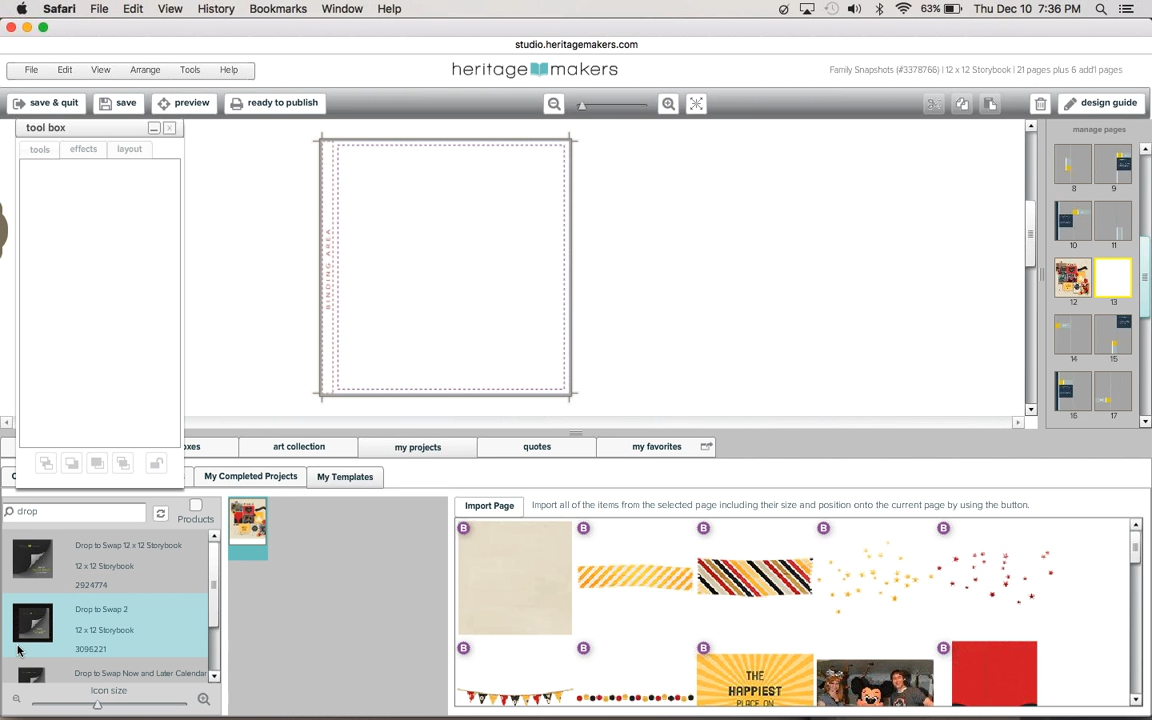 Safari File Edit View History Bookmarks Window Help 63% Thu Dec 10 7:36 PM
studio.heritagemakers.com
File Edit View Arrange Tools Help
heritage makers
Family Snapshots (#3378766) | 12 x 12 Storybook | 21 pages plus 6 add'l pages
save & quit save preview ready to publish design guide
tool box
tools effects layout
manage pages
BINDING AREA
8 9
10 11
12 13
14 15
16 17
oxes art collection my projects quotes my favorites
C My Completed Projects My Templates
drop
Products
Import Page Import all of the items from the selected page including their size and position onto the current page by using the button.
Drop to Swap 12 x 12 Storybook
12 x 12 Storybook
2924774
Drop to Swap 2
12 x 12 Storybook
3096221
Drop to Swap Now and Later Calendar
Icon size
B B B B B
B B B
THE
HAPPIEST
PLACE ON